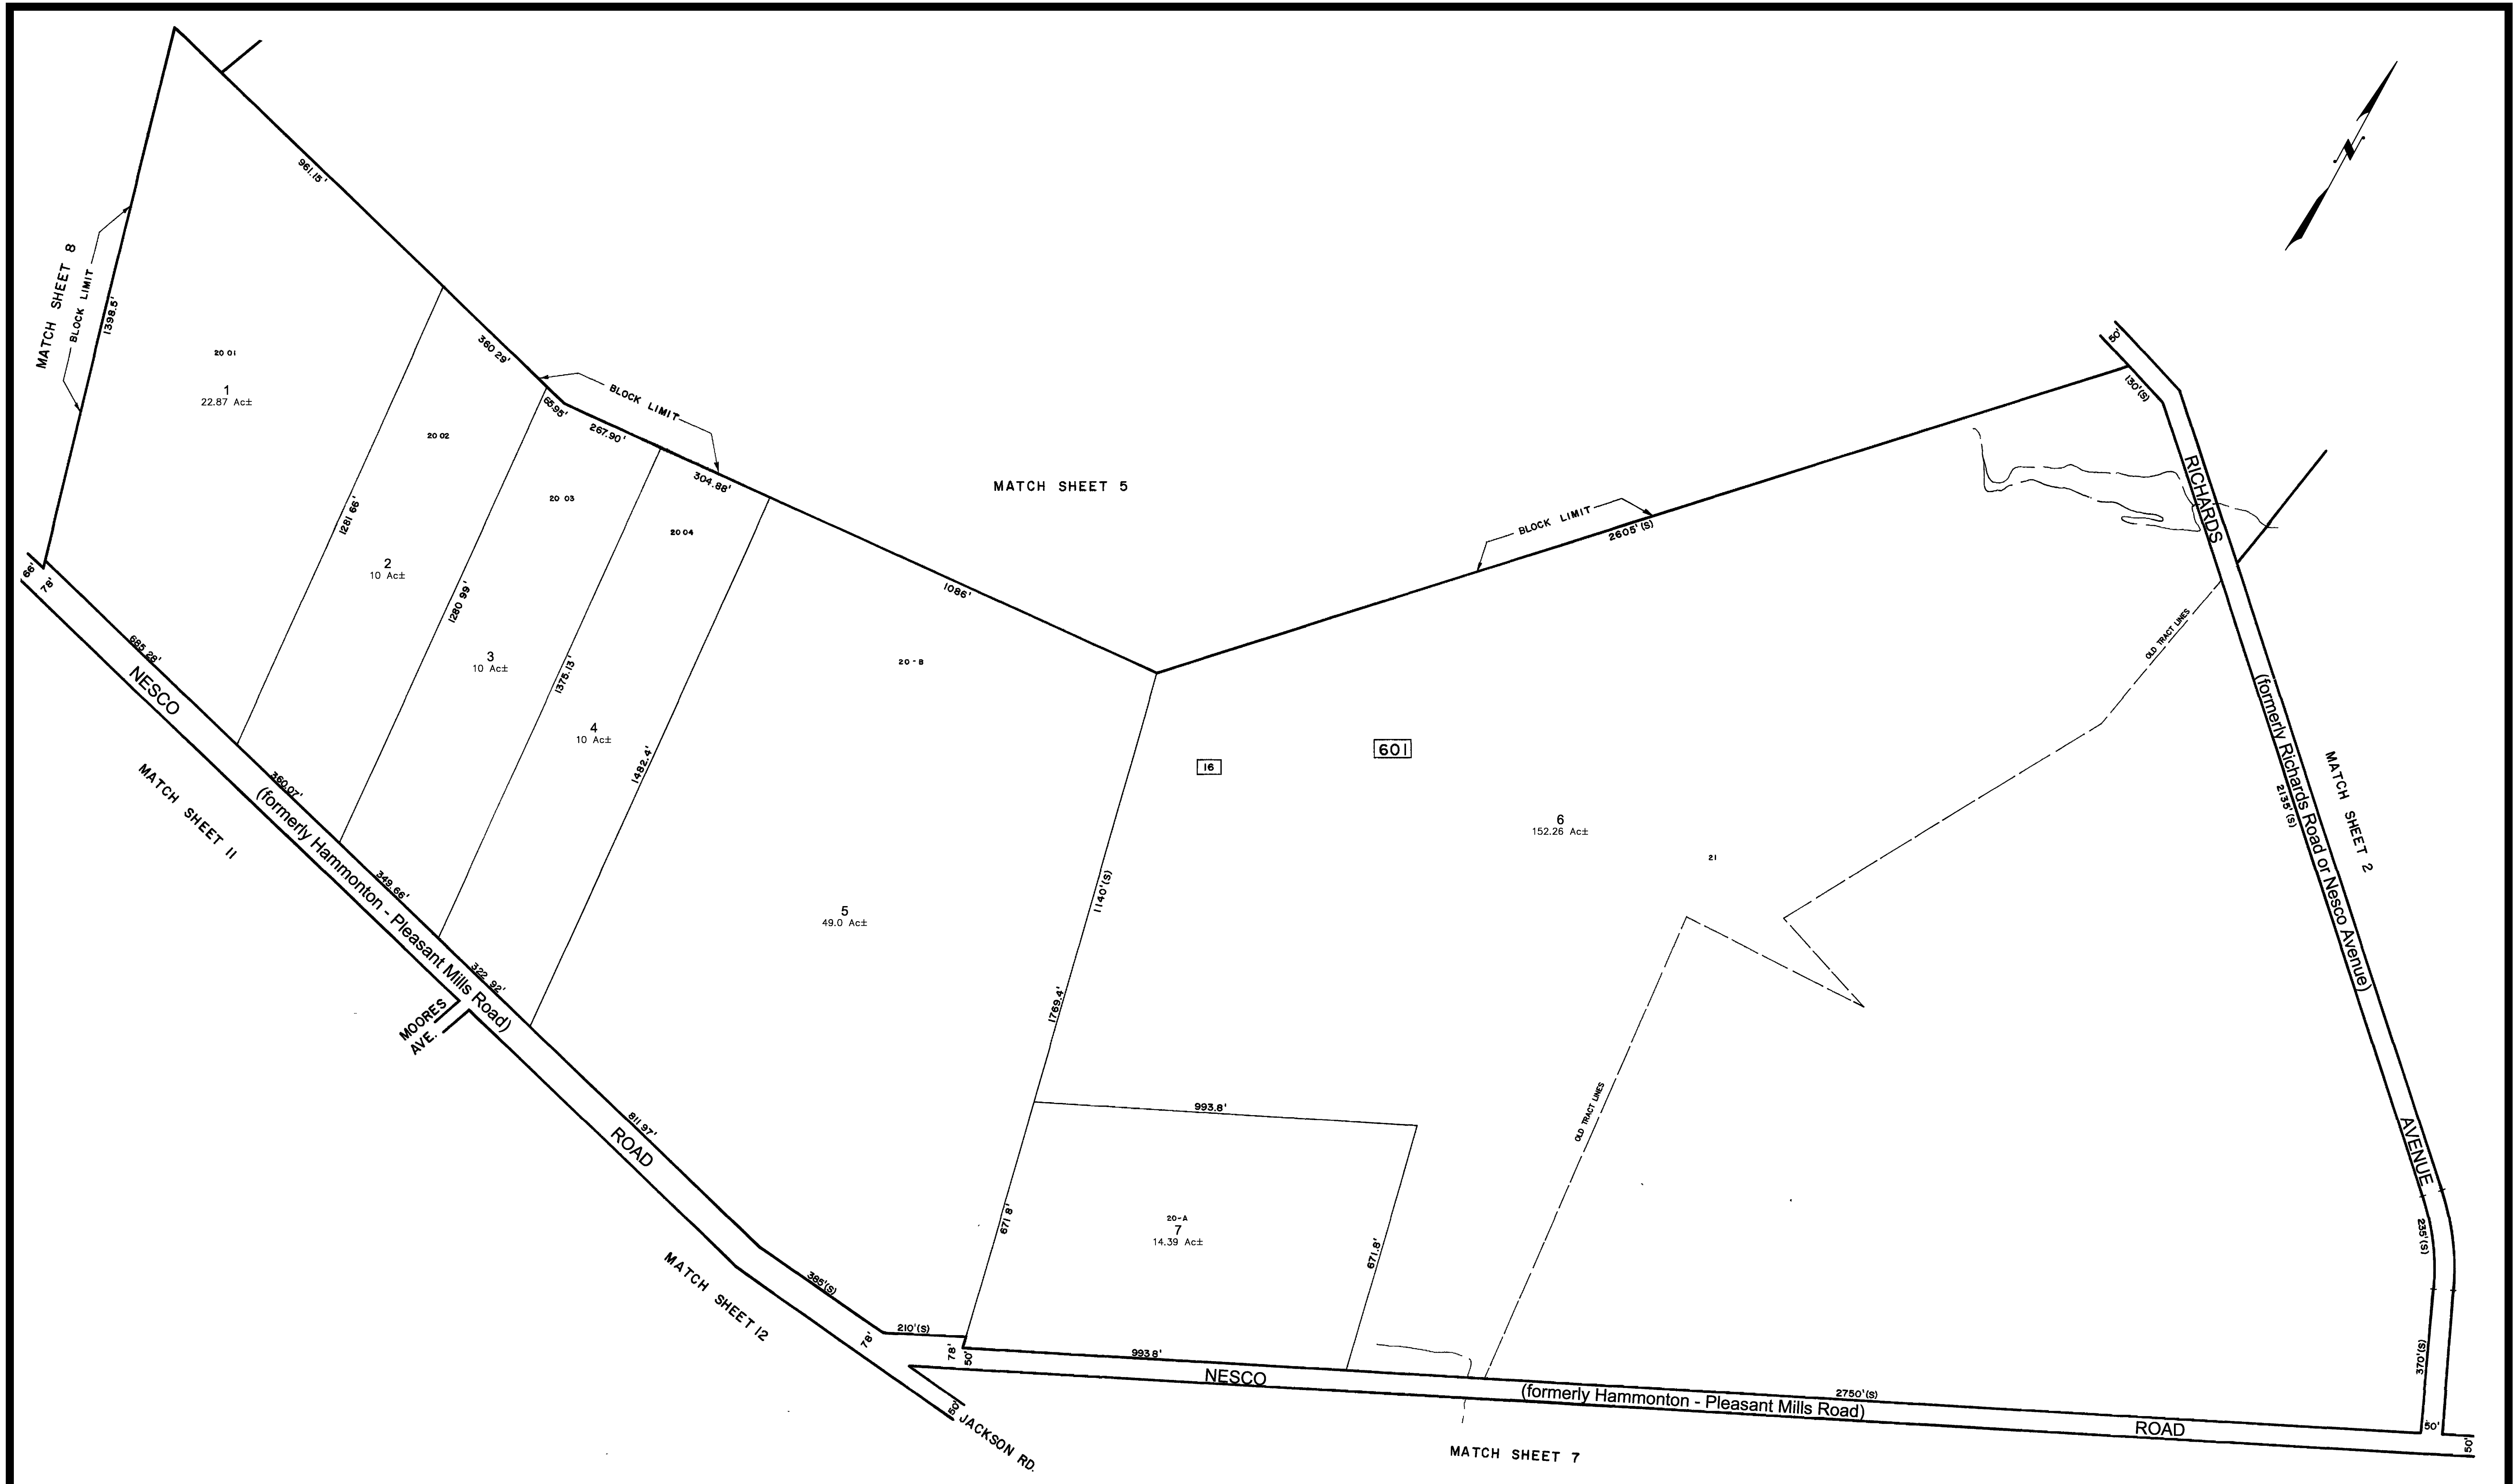 961.15'
MATCH SHEET 8
BLOCK LIMIT
1398.5'
20 01
1
22.87 Ac±
360 29'
65.95'
BLOCK LIMIT
267.90'
304.88'
20 02
1281 66'
2
10 Ac±
20 03
1280 99'
3
10 Ac±
20 04
1375.13'
4
10 Ac±
1482.4'
MATCH SHEET 5
1086'
20-B
5
49.0 Ac±
BLOCK LIMIT
2605'(S)
50'
130'(S)
RICHARDS
(formerly Richards Road or Nesco Avenue)
AVENUE
2135'(S)
MATCH SHEET 2
OLD TRACT LINES
16
601
6
152.26 Ac±
21
1140'(S)
1769.4'
OLD TRACT LINES
993.8'
671 8'
20-A
7
14.39 Ac±
671.8'
235'(S)
370'(S)
66'
78'
685 28'
NESCO
(formerly Hammonton - Pleasant Mills Road)
ROAD
360.07'
349.66'
322 92'
811 97'
385'(S)
210'(S)
MATCH SHEET 11
MOORES
AVE.
MATCH SHEET 12
78'
78'
50'
50'
JACKSON RD.
993 8'
NESCO
(formerly Hammonton - Pleasant Mills Road)
2750'(S)
ROAD
50'
50'
MATCH SHEET 7